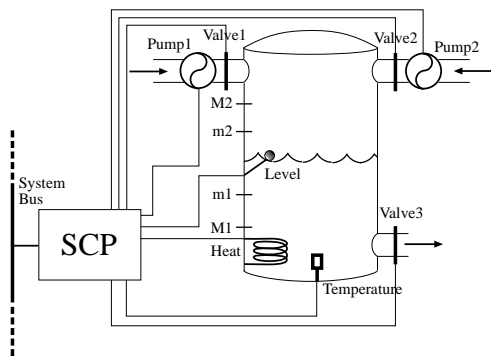 Pump1
Valve1
Valve2
Pump2
M2
m2
Level
System
Bus
m1
M1
Valve3
SCP
Heat
Temperature